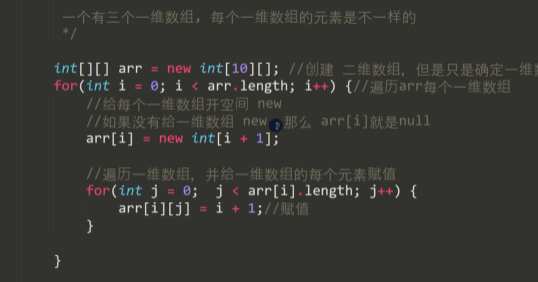 一个有三个一维数组, 每个一维数组的元素是不一样的
*/
int[][] arr = new int[10][]; //创建 二维数组，但是只是确定一维数
for(int i = 0; i < arr.length; i++) {//遍历arr每个一维数组
//给每个一维数组开空间 new
//如果没有给一维数组 new ,那么 arr[i]就是null
arr[i] = new int[i + 1];
//遍历一维数组，并给一维数组的每个元素赋值
for(int j = 0;  j < arr[i].length; j++) {
arr[i][j] = i + 1;//赋值
}
}